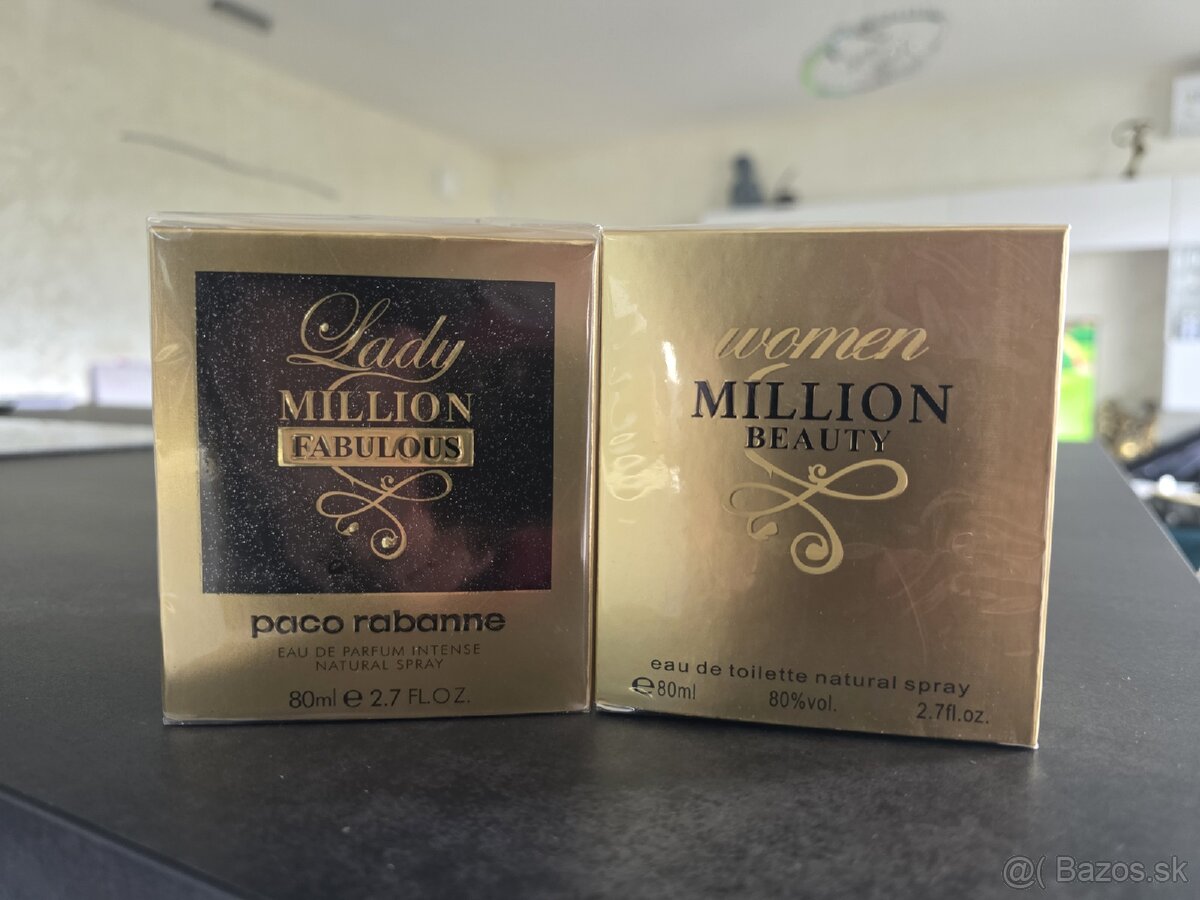 Lady
MILLION
FABULOUS
paco rabanne
EAU DE PARFUM INTENSE
NATURAL SPRAY
80ml e 2.7 FL.OZ.
women
MILLION
BEAUTY
eau de toilette natural spray
e80ml 80%vol. 2.7fl.oz.
@( Bazos.sk